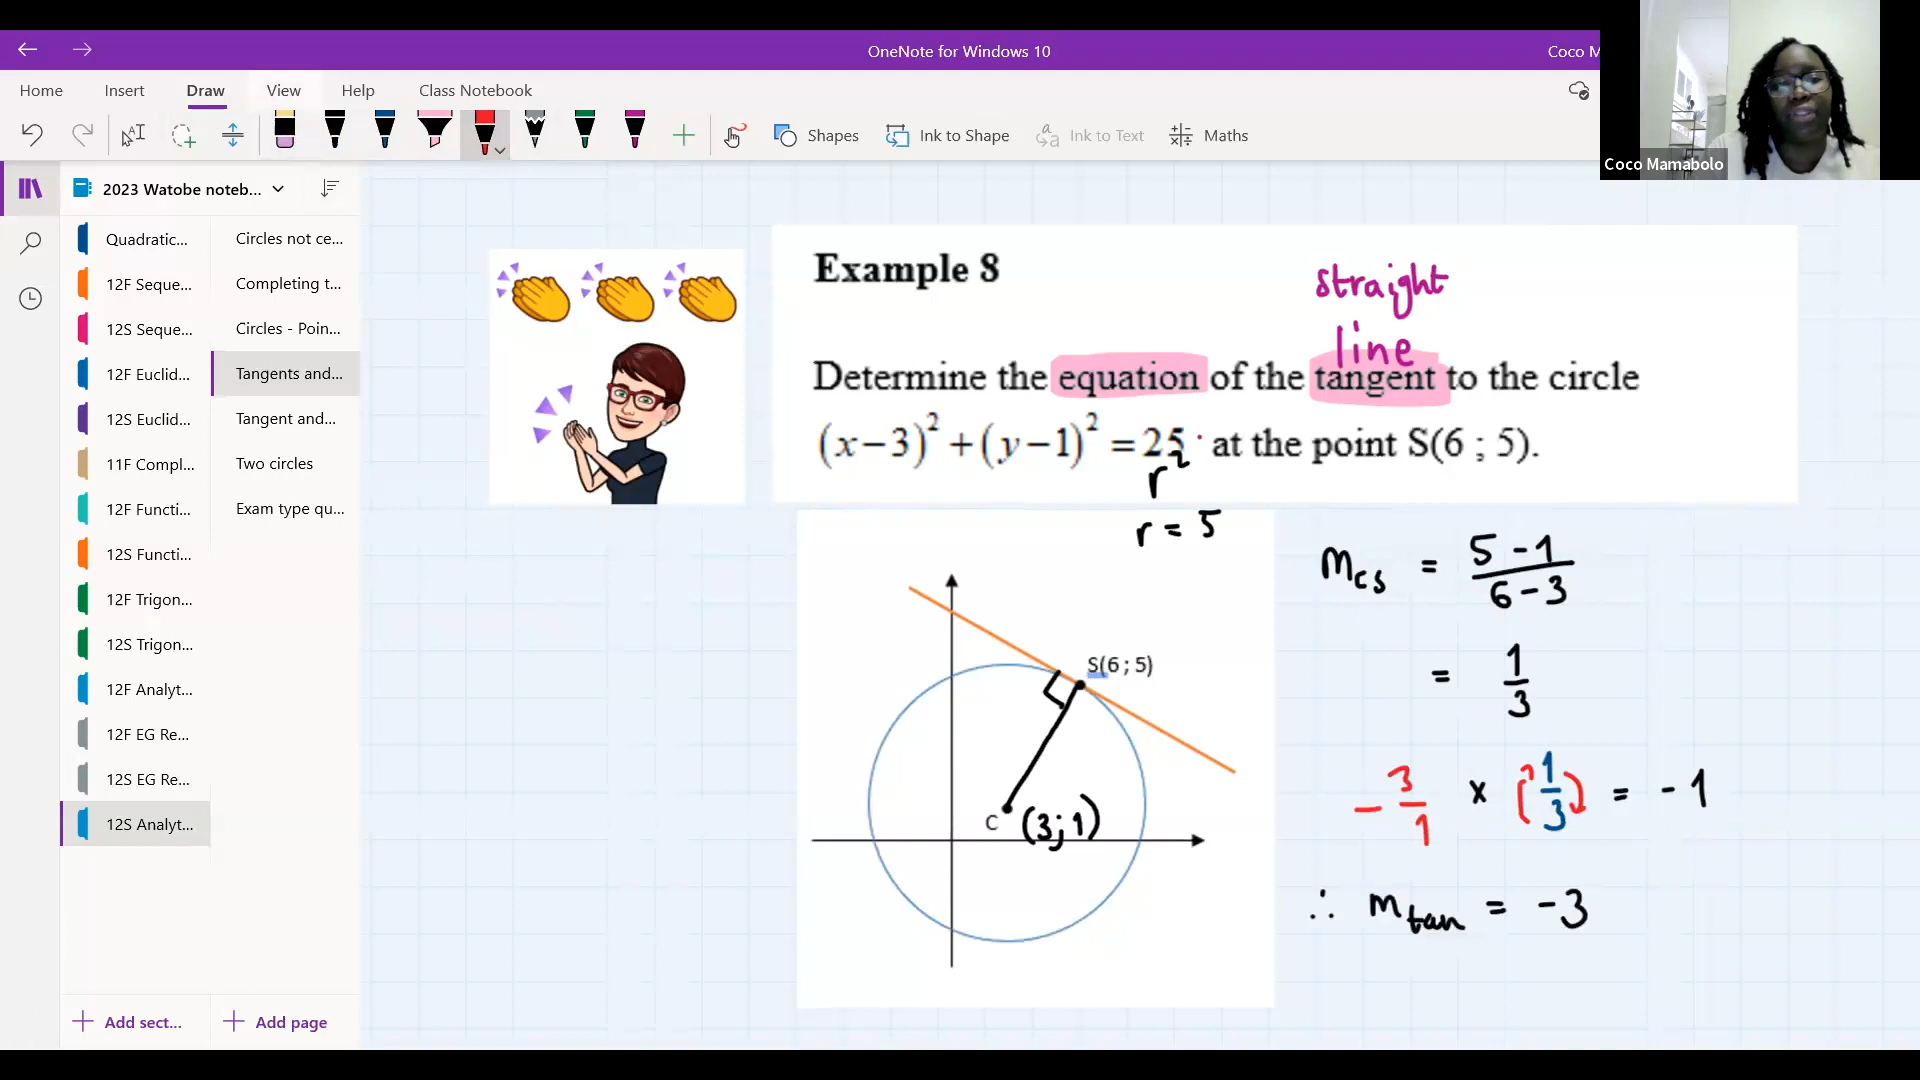 OneNote for Windows 10
Coco M
Home Insert Draw View Help Class Notebook
Shapes Ink to Shape Ink to Text Maths
Coco Mamabolo
2023 Watobe noteb...
Quadratic...
12F Seque...
12S Seque...
12F Euclid...
12S Euclid...
11F Compl...
12F Functi...
12S Functi...
12F Trigon...
12S Trigon...
12F Analyt...
12F EG Re...
12S EG Re...
12S Analyt...
Add sect...
Circles not ce...
Completing t...
Circles - Poin...
Tangents and...
Tangent and...
Two circles
Exam type qu...
Add page
Example 8
straight
line
Determine the equation of the tangent to the circle
(x−3)² + (y−1)² = 25 at the point S(6 ; 5).
r²
r = 5
S(6 ; 5)
C (3;1)
m_CS = (5-1)/(6-3)
= 1/3
-3/1 × (1/3) = -1
∴ m_tan = -3